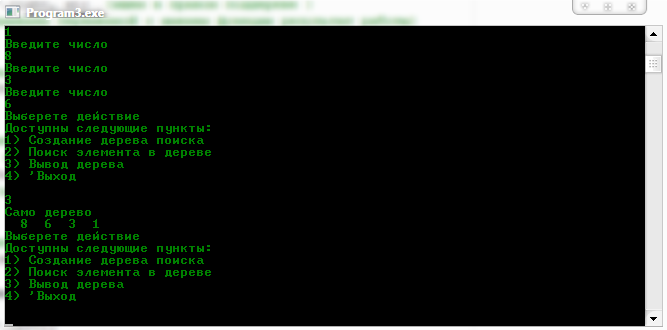 Program3.exe
1
Введите число
8
Введите число
3
Введите число
6
Выберете действие
Доступны следующие пункты:
1) Создание дерева поиска
2) Поиск элемента в дереве
3) Вывод дерева
4) 'Выход
3
Само дерево
8 6 3 1
Выберете действие
Доступны следующие пункты:
1) Создание дерева поиска
2) Поиск элемента в дереве
3) Вывод дерева
4) 'Выход